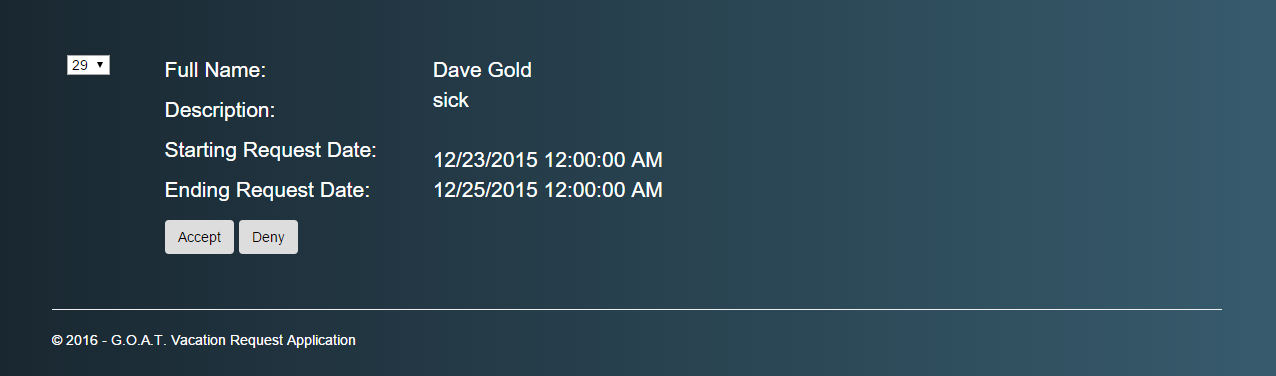 29
Full Name: Dave Gold
Description: sick
Starting Request Date: 12/23/2015 12:00:00 AM
Ending Request Date: 12/25/2015 12:00:00 AM
Accept Deny
© 2016 - G.O.A.T. Vacation Request Application